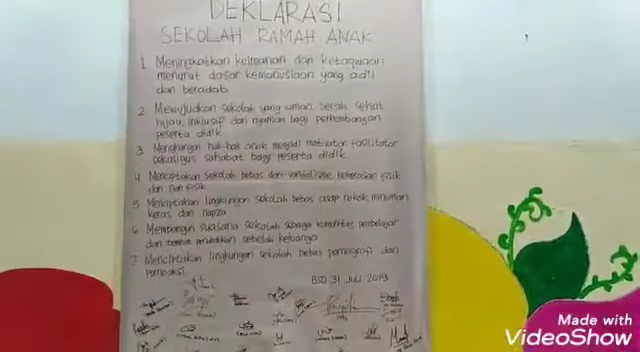 DEKLARASI
SEKOLAH RAMAH ANAK
1 Meningkatkan keimanan dan ketaqwaan
menurut dasar kemanusiaan yang adil
dan beradab
2 Mewujudkan sekolah yang aman, bersih sehat
hijau, inklusif dan nyaman bagi perkembangan
peserta didik
3 Menghargai hak-hak anak menjadi motivator fasilitator
sekaligus sahabat bagi peserta didik
4 Menciptakan sekolah bebas dari kekerasan fisik
dan non fisik
5 Menciptakan lingkungan sekolah bebas asap rokok, minuman
keras dan napza
6 Membangun suasana sekolah sebagai komunitas pembelajar
dan tempat pendidikan setelah keluarga
7 Menciptakan lingkungan sekolah bebas pornografi dan
pornoaksi
BSD 31 Juli 2019
Made with
VideoShow